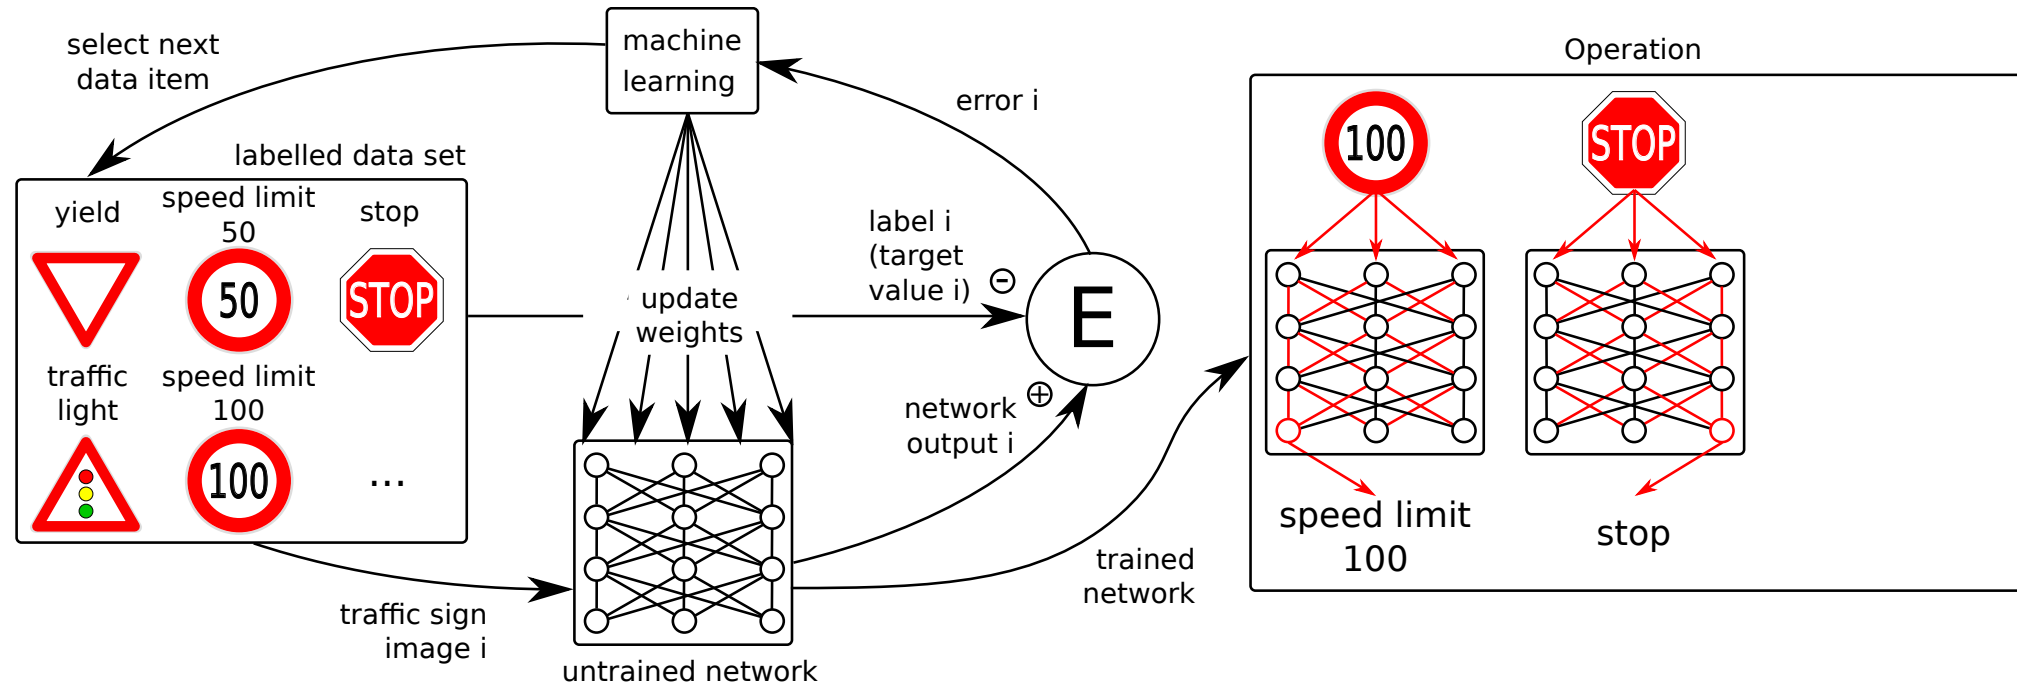 select next
data item
machine
learning
error i
Operation
labelled data set
yield
speed limit
50
stop
50
STOP
traffic
light
speed limit
100
100
...
update
weights
label i
(target
value i)
-
E
+
network
output i
traffic sign
image i
untrained network
trained
network
100
STOP
speed limit
100
stop